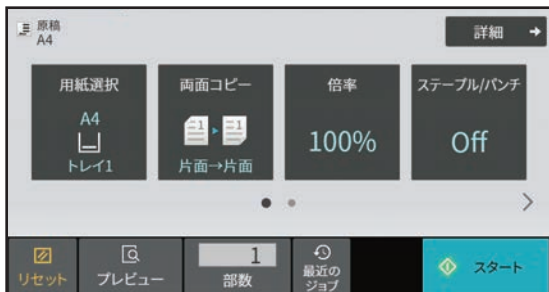 原稿
A4
詳細
用紙選択
A4
トレイ1
両面コピー
片面→片面
倍率
100%
ステープル/パンチ
Off
リセット
プレビュー
1
部数
最近の
ジョブ
スタート